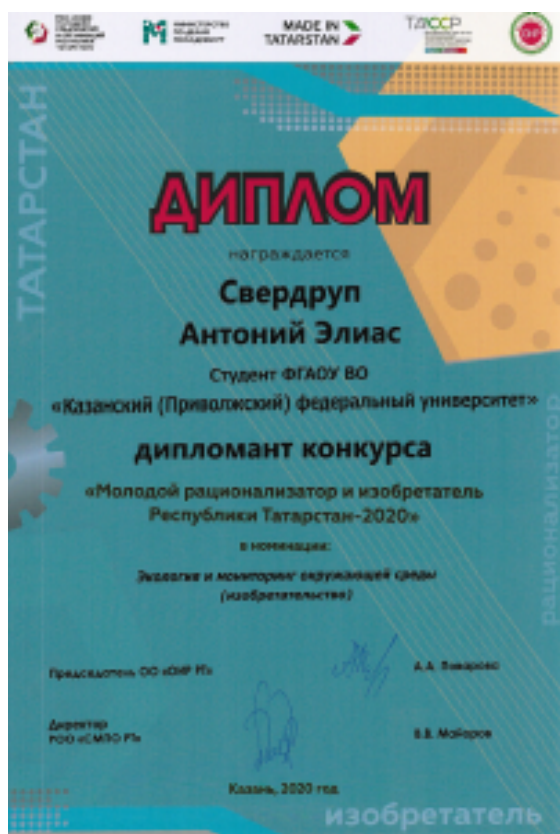 MADE IN
TATARSTAN
ТАССР
ТАТАРСТАН
ДИПЛОМ
награждается
Свердруп
Антоний Элиас
Студент ФГАОУ ВО
«Казанский (Приволжский) федеральный университет»
дипломант конкурса
«Молодой рационализатор и изобретатель
Республики Татарстан-2020»
в номинации:
Экология и мониторинг окружающей среды
(изобретательство)
рационализатор
Председатель ОО «ОИР РТ»
А.А.
Директор
РОО «СМПО РТ»
В.В. Майоров
Казань, 2020 год
изобретатель